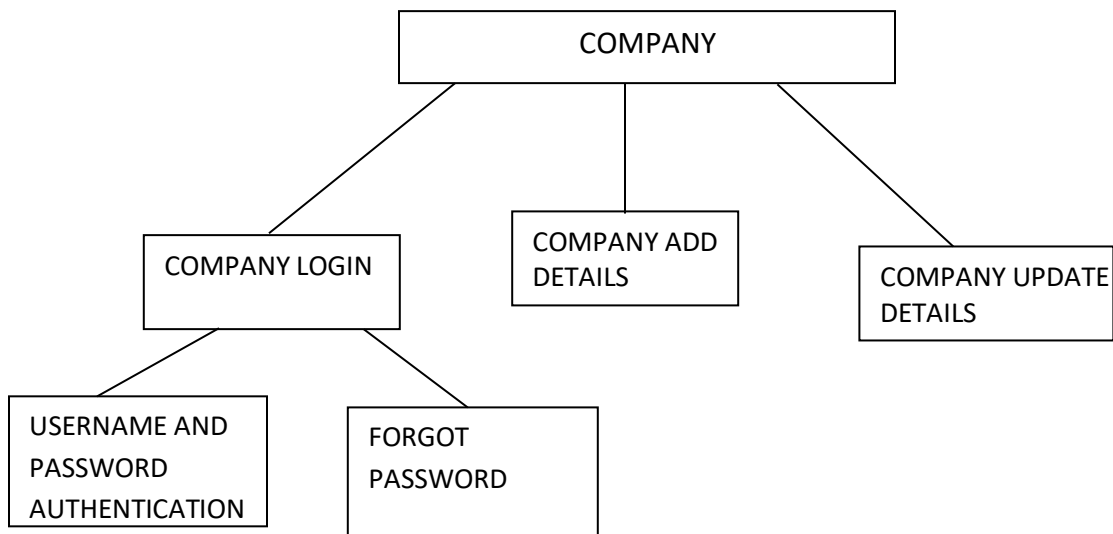 COMPANY
COMPANY LOGIN
COMPANY ADD
DETAILS
COMPANY UPDATE
DETAILS
USERNAME AND
PASSWORD
AUTHENTICATION
FORGOT
PASSWORD